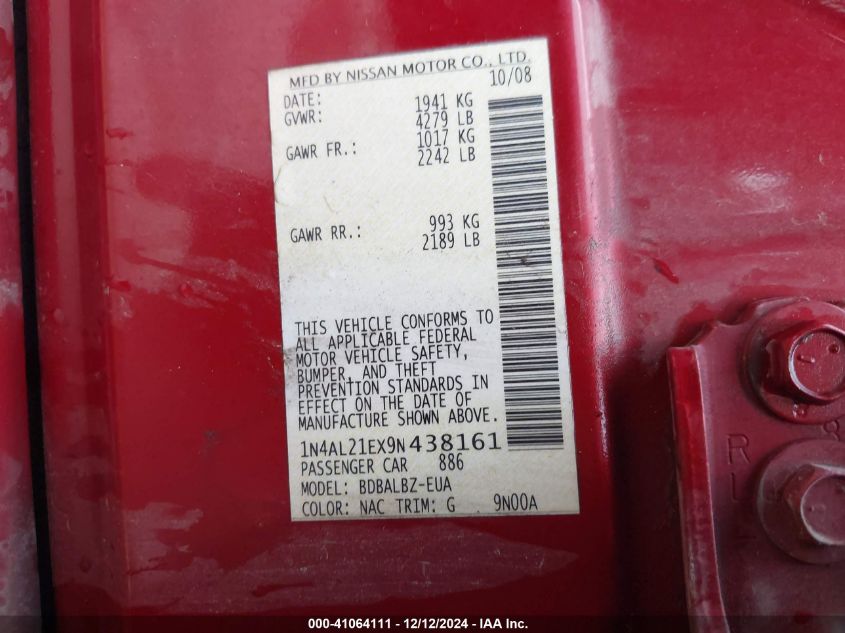 MFD BY NISSAN MOTOR CO., LTD.
DATE: 10/08
GVWR: 1941 KG
4279 LB
GAWR FR.: 1017 KG
2242 LB
GAWR RR.: 993 KG
2189 LB
THIS VEHICLE CONFORMS TO
ALL APPLICABLE FEDERAL
MOTOR VEHICLE SAFETY,
BUMPER, AND THEFT
PREVENTION STANDARDS IN
EFFECT ON THE DATE OF
MANUFACTURE SHOWN ABOVE.
1N4AL21EX9N438161
PASSENGER CAR 886
MODEL: BDBALBZ-EUA
COLOR: NAC TRIM: G 9N00A
8
R
000-41064111 - 12/12/2024 - IAA Inc.